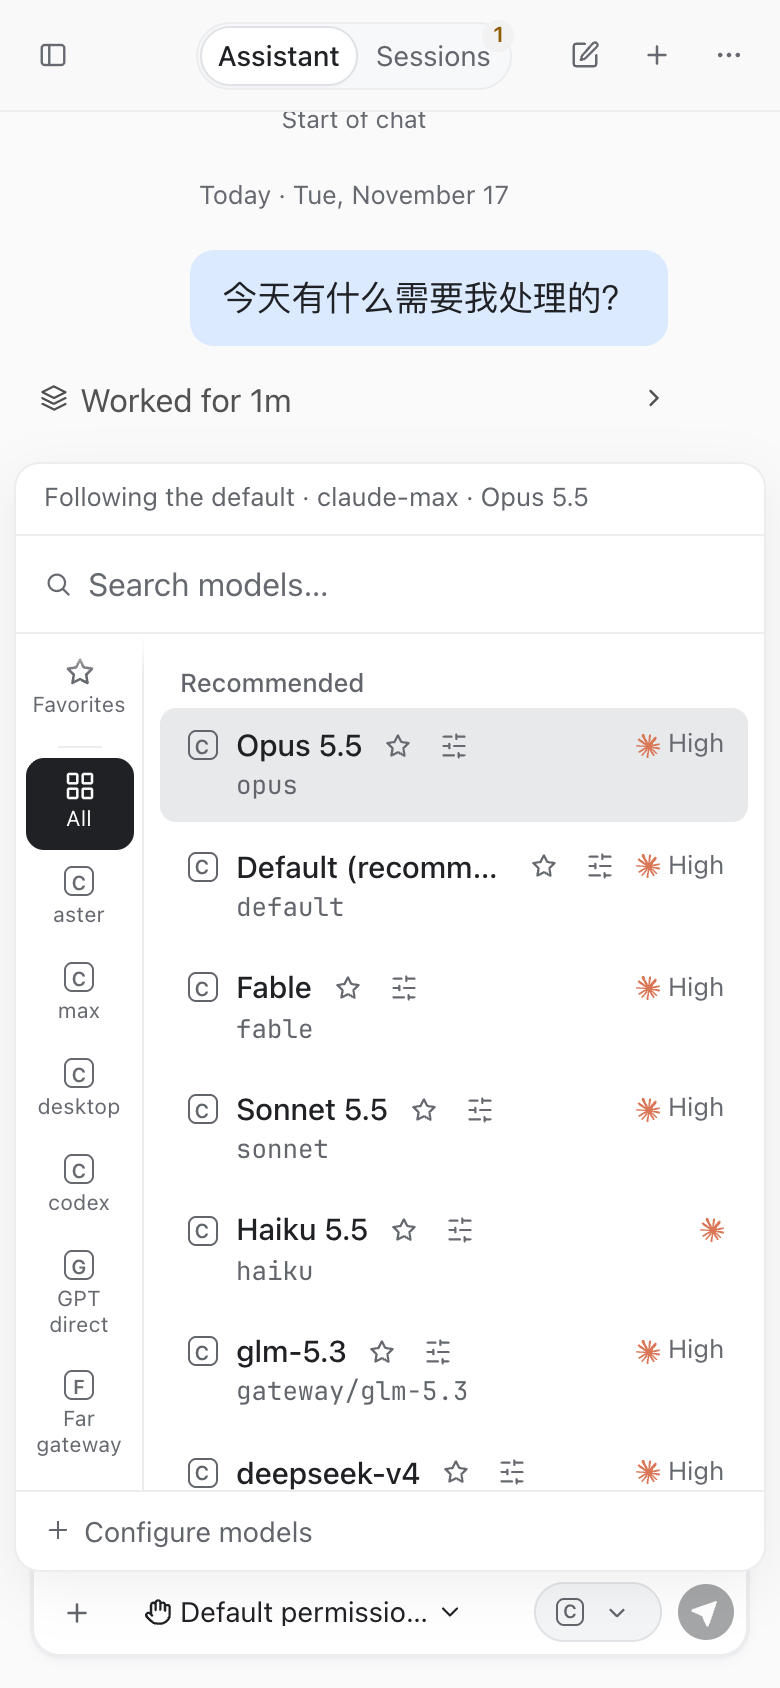 Assistant
Sessions
1
Start of chat
Today · Tue, November 17
今天有什么需要我处理的?
Worked for 1m
Following the default · claude-max · Opus 5.5
Search models...
Favorites
All
C
aster
C
max
C
desktop
C
codex
G
GPT
direct
F
Far
gateway
Recommended
C Opus 5.5 High
opus
C Default (recomm... High
default
C Fable High
fable
C Sonnet 5.5 High
sonnet
C Haiku 5.5
haiku
C glm-5.3 High
gateway/glm-5.3
C deepseek-v4 High
Configure models
Default permissio...
C